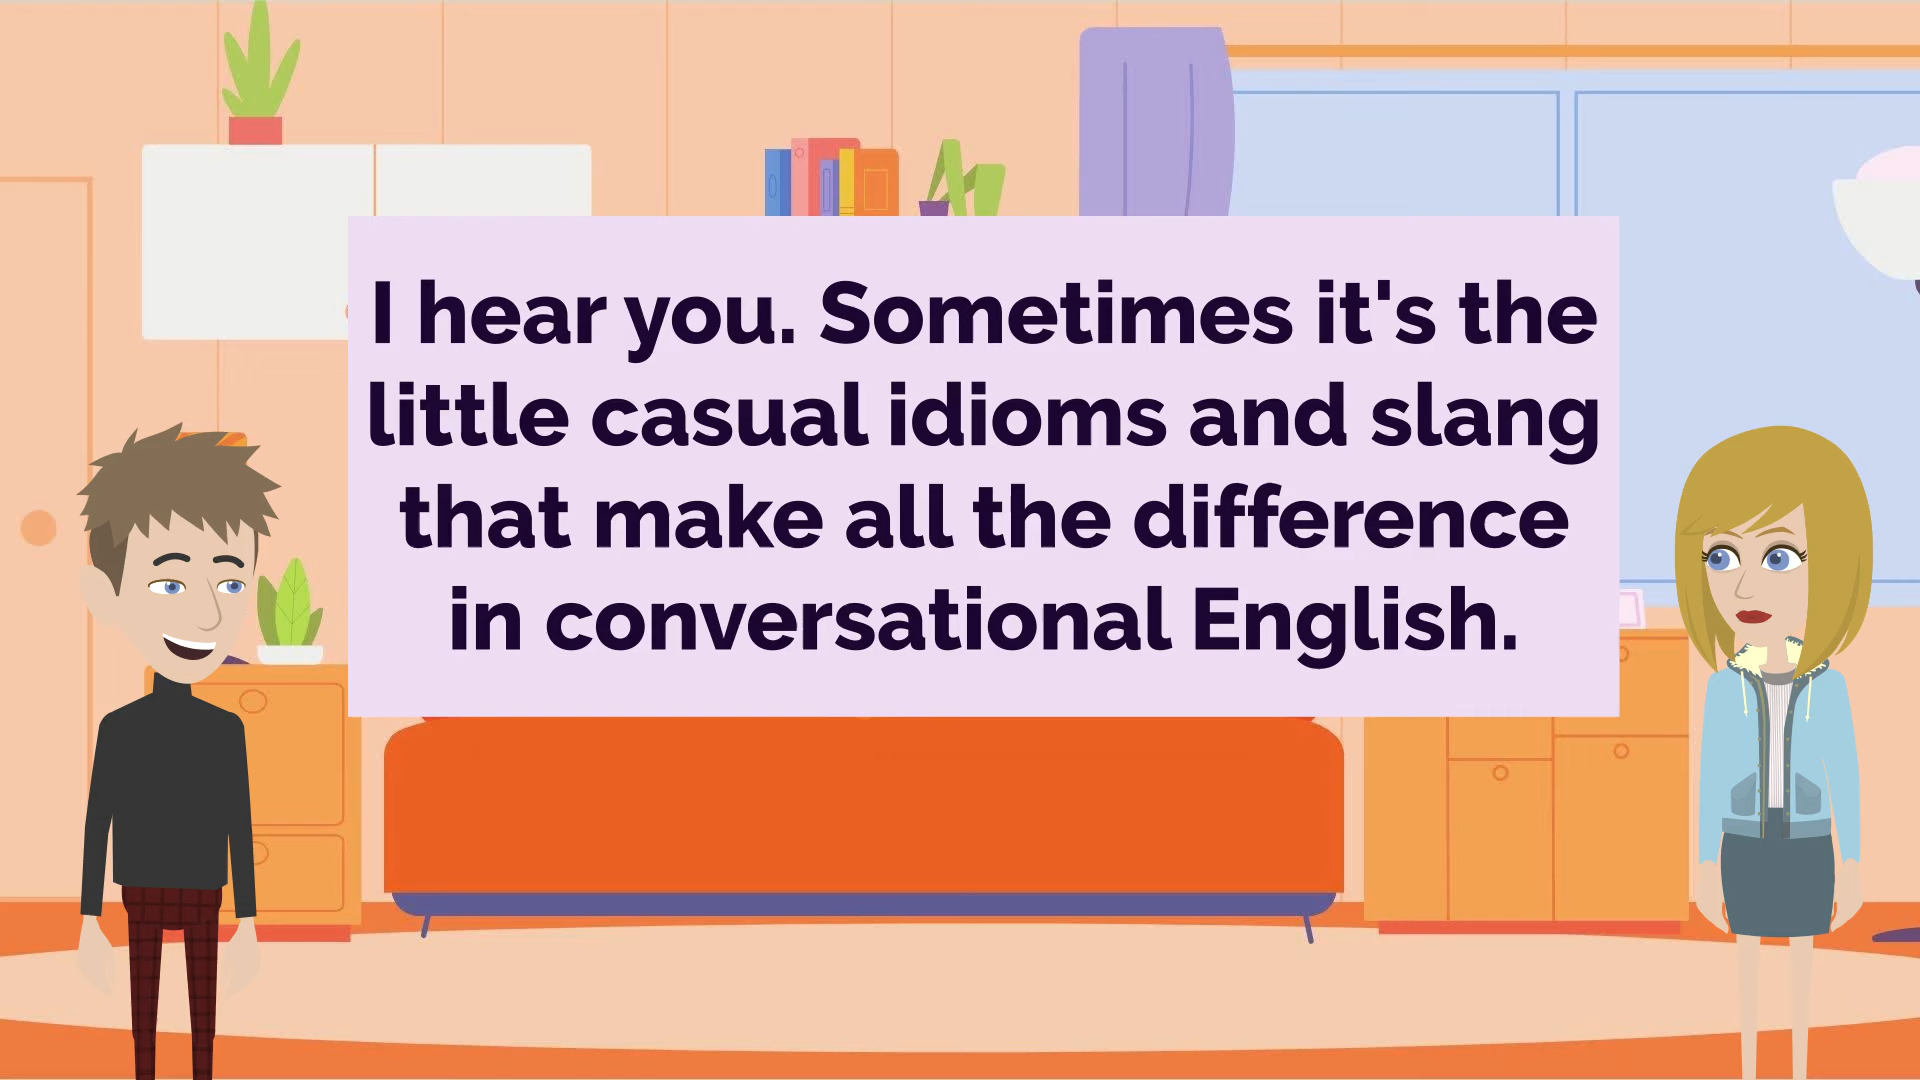 I hear you. Sometimes it's the
little casual idioms and slang
that make all the difference
in conversational English.